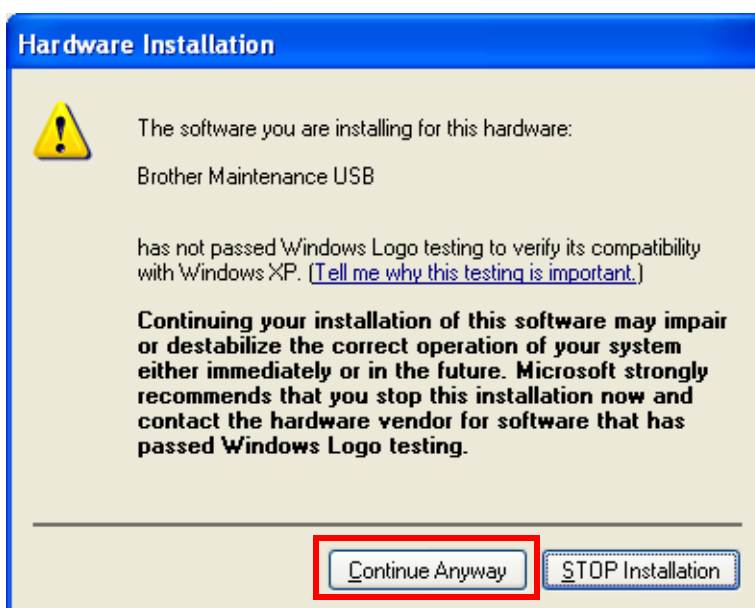 Hardware Installation
The software you are installing for this hardware:
Brother Maintenance USB
has not passed Windows Logo testing to verify its compatibility
with Windows XP. (Tell me why this testing is important.)
Continuing your installation of this software may impair
or destabilize the correct operation of your system
either immediately or in the future. Microsoft strongly
recommends that you stop this installation now and
contact the hardware vendor for software that has
passed Windows Logo testing.
Continue Anyway STOP Installation